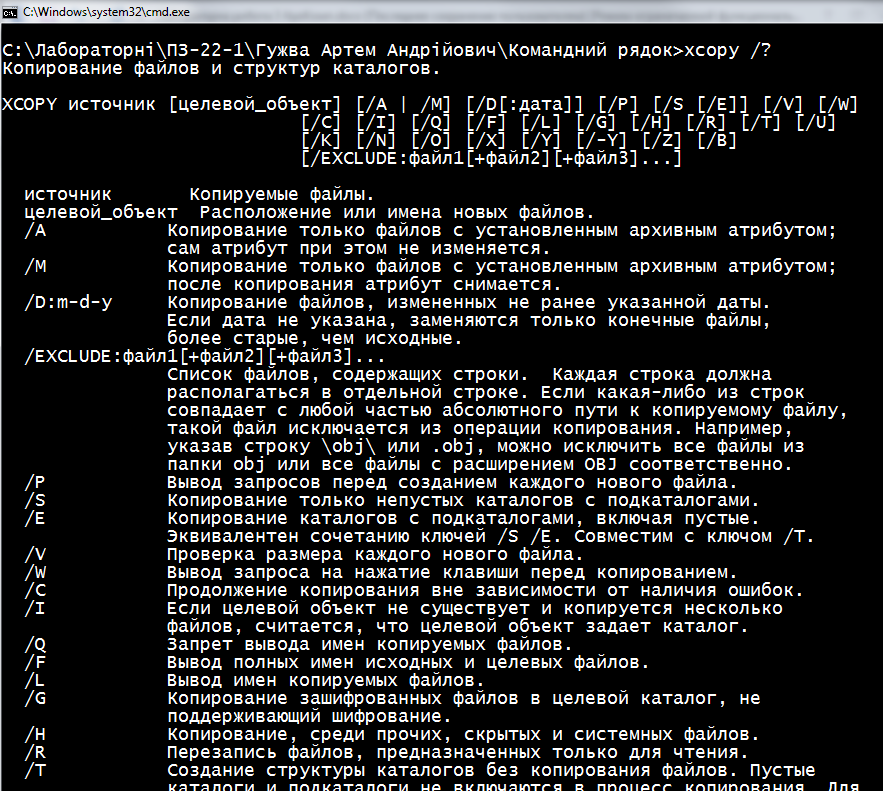 C:\Windows\system32\cmd.exe
C:\Лабораторні\ПЗ-22-1\Гужва Артем Андрійович\Командний рядок>xcopy /?
Копирование файлов и структур каталогов.
XCOPY источник [целевой_объект] [/A | /M] [/D[:дата]] [/P] [/S [/E]] [/V] [/W]
[/C] [/I] [/Q] [/F] [/L] [/G] [/H] [/R] [/T] [/U]
[/K] [/N] [/O] [/X] [/Y] [/-Y] [/Z] [/B]
[/EXCLUDE:файл1[+файл2][+файл3]...]
источник Копируемые файлы.
целевой_объект Расположение или имена новых файлов.
/A Копирование только файлов с установленным архивным атрибутом;
сам атрибут при этом не изменяется.
/M Копирование только файлов с установленным архивным атрибутом;
после копирования атрибут снимается.
/D:m-d-y Копирование файлов, измененных не ранее указанной даты.
Если дата не указана, заменяются только конечные файлы,
более старые, чем исходные.
/EXCLUDE:файл1[+файл2][+файл3]...
Список файлов, содержащих строки. Каждая строка должна
располагаться в отдельной строке. Если какая-либо из строк
совпадает с любой частью абсолютного пути к копируемому файлу,
такой файл исключается из операции копирования. Например,
указав строку \obj\ или .obj, можно исключить все файлы из
папки obj или все файлы с расширением OBJ соответственно.
/P Вывод запросов перед созданием каждого нового файла.
/S Копирование только непустых каталогов с подкаталогами.
/E Копирование каталогов с подкаталогами, включая пустые.
Эквивалентен сочетанию ключей /S /E. Совместим с ключом /T.
/V Проверка размера каждого нового файла.
/W Вывод запроса на нажатие клавиши перед копированием.
/C Продолжение копирования вне зависимости от наличия ошибок.
/I Если целевой объект не существует и копируется несколько
файлов, считается, что целевой объект задает каталог.
/Q Запрет вывода имен копируемых файлов.
/F Вывод полных имен исходных и целевых файлов.
/L Вывод имен копируемых файлов.
/G Копирование зашифрованных файлов в целевой каталог, не
поддерживающий шифрование.
/H Копирование, среди прочих, скрытых и системных файлов.
/R Перезапись файлов, предназначенных только для чтения.
/T Создание структуры каталогов без копирования файлов. Пустые
каталоги и подкаталоги не включаются в процесс копирования. Для